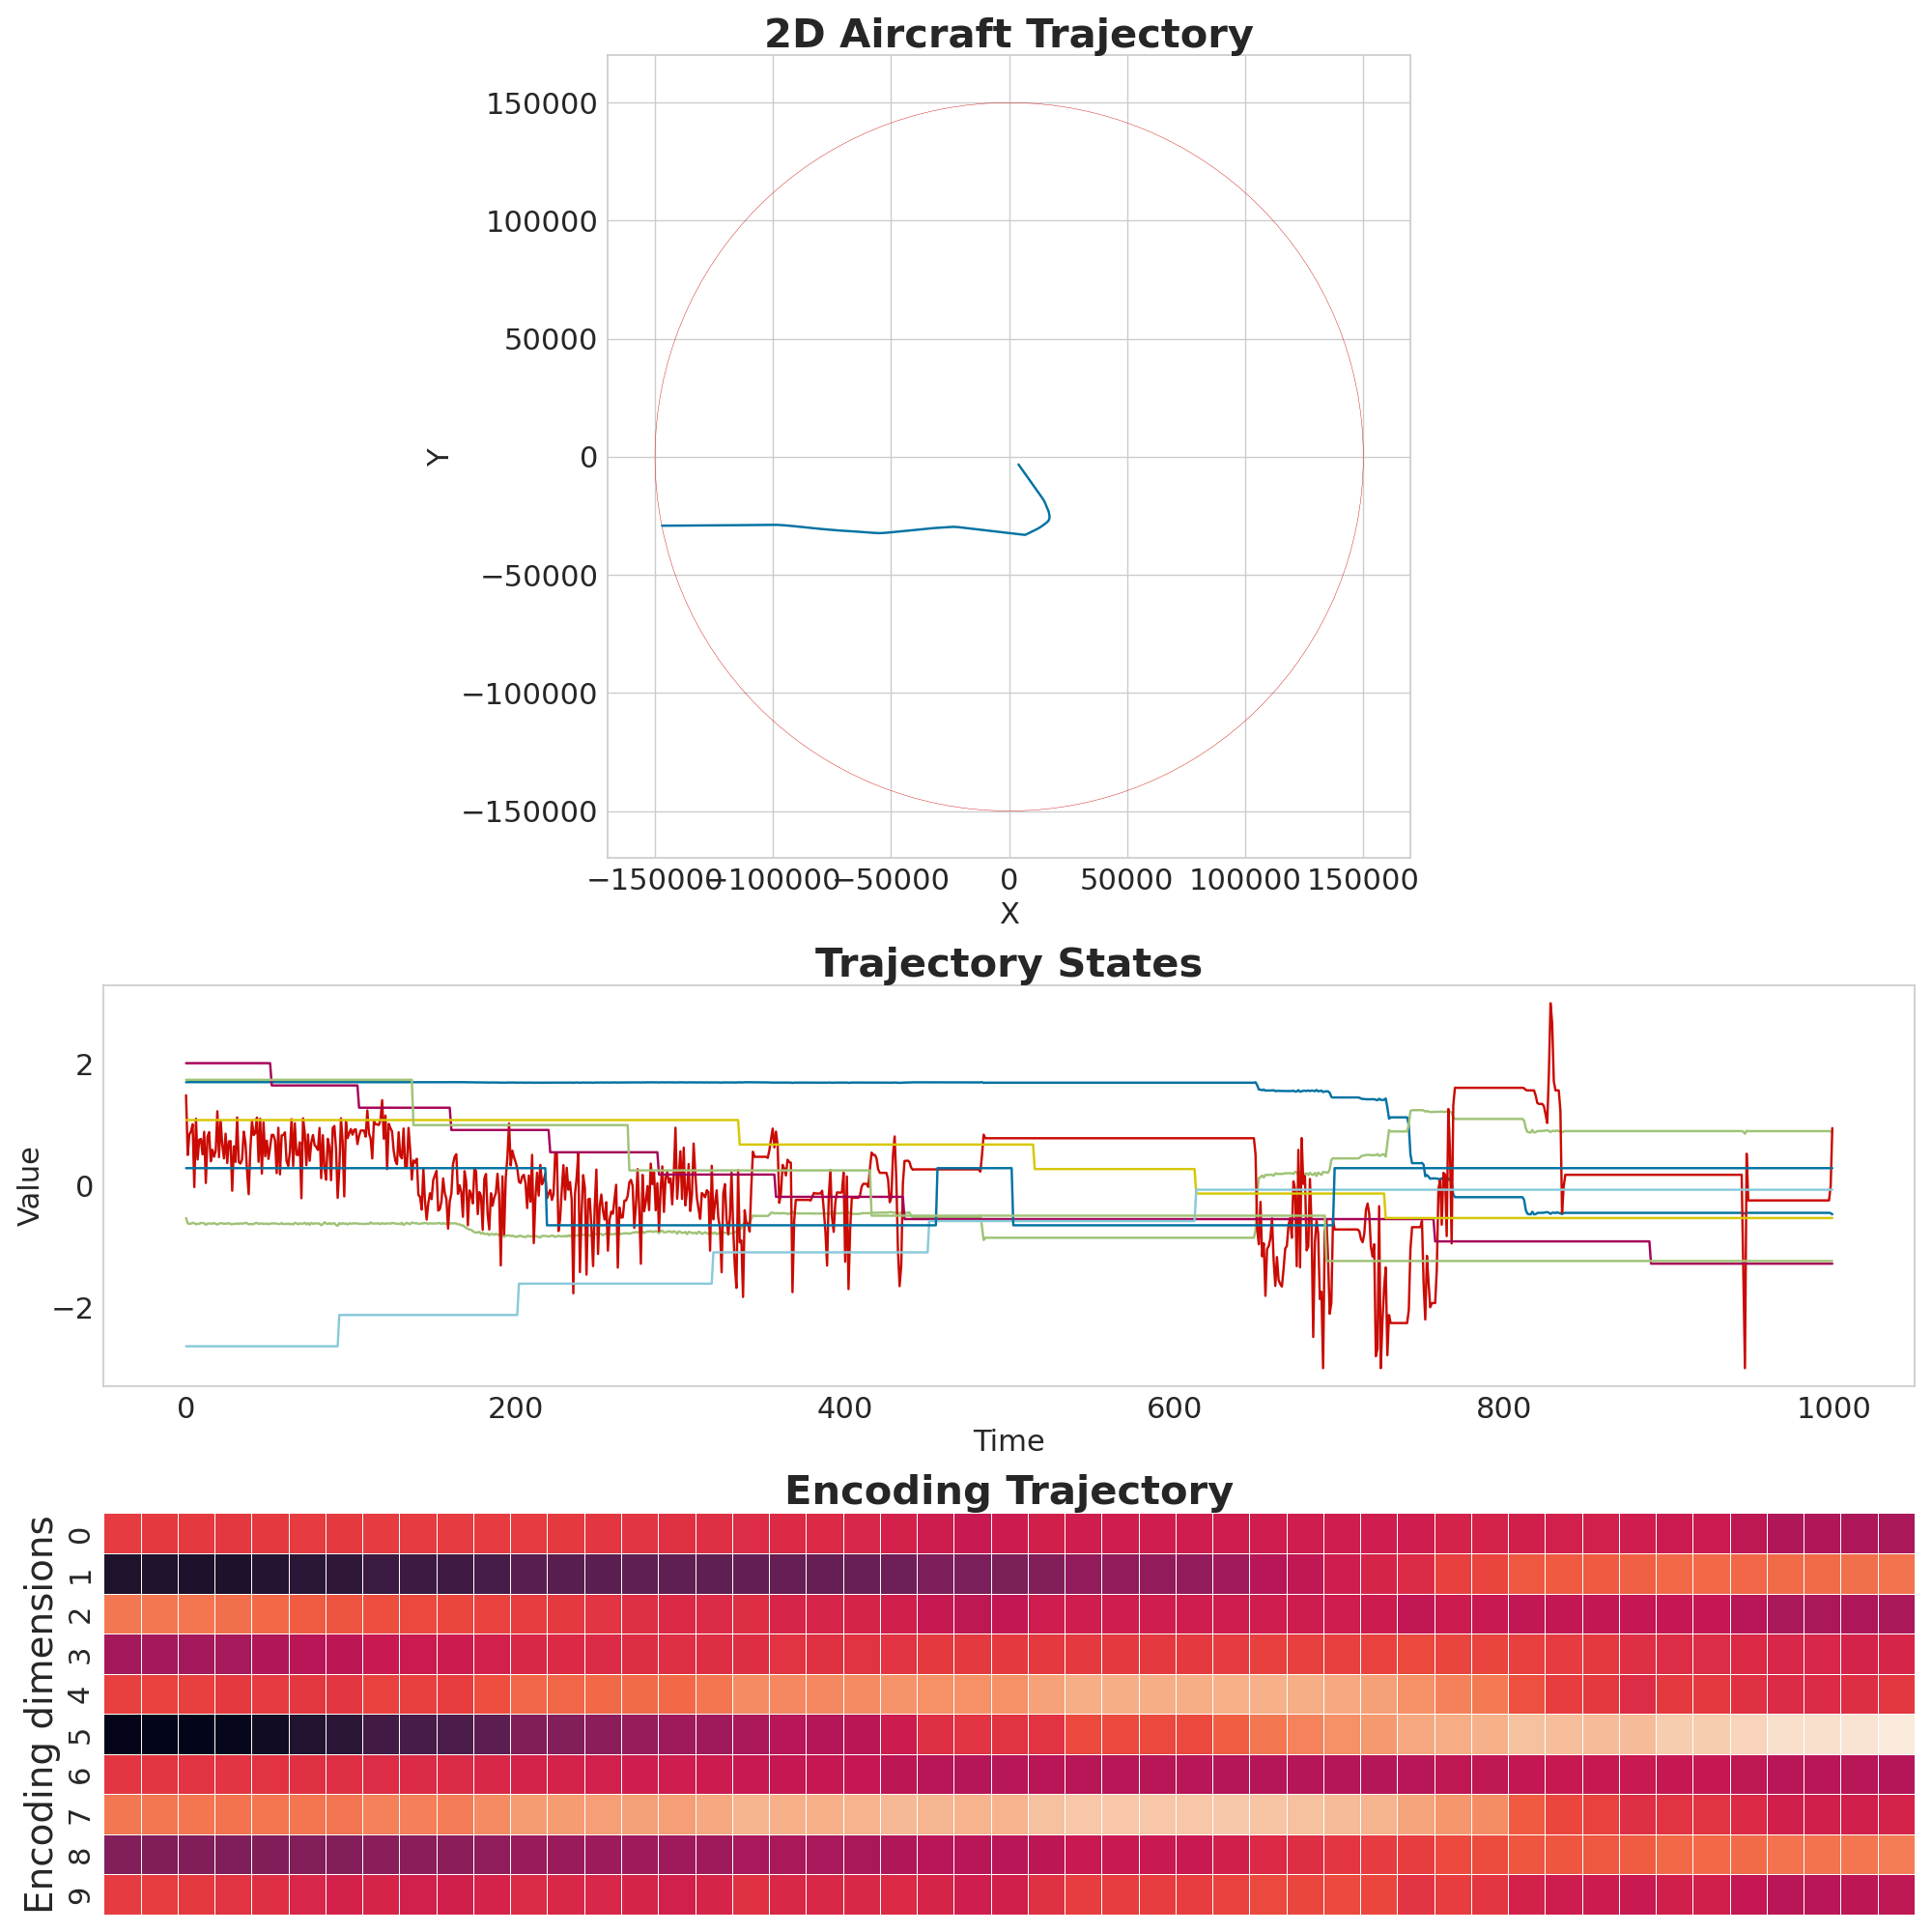 2D Aircraft Trajectory
150000
100000
50000
0
−50000
−100000
−150000
Y
−150000 −100000 −50000 0 50000 100000 150000
X
Trajectory States
2
0
−2
Value
0 200 400 600 800 1000
Time
Encoding Trajectory
Encoding dimensions
0
1
2
3
4
5
6
7
8
9